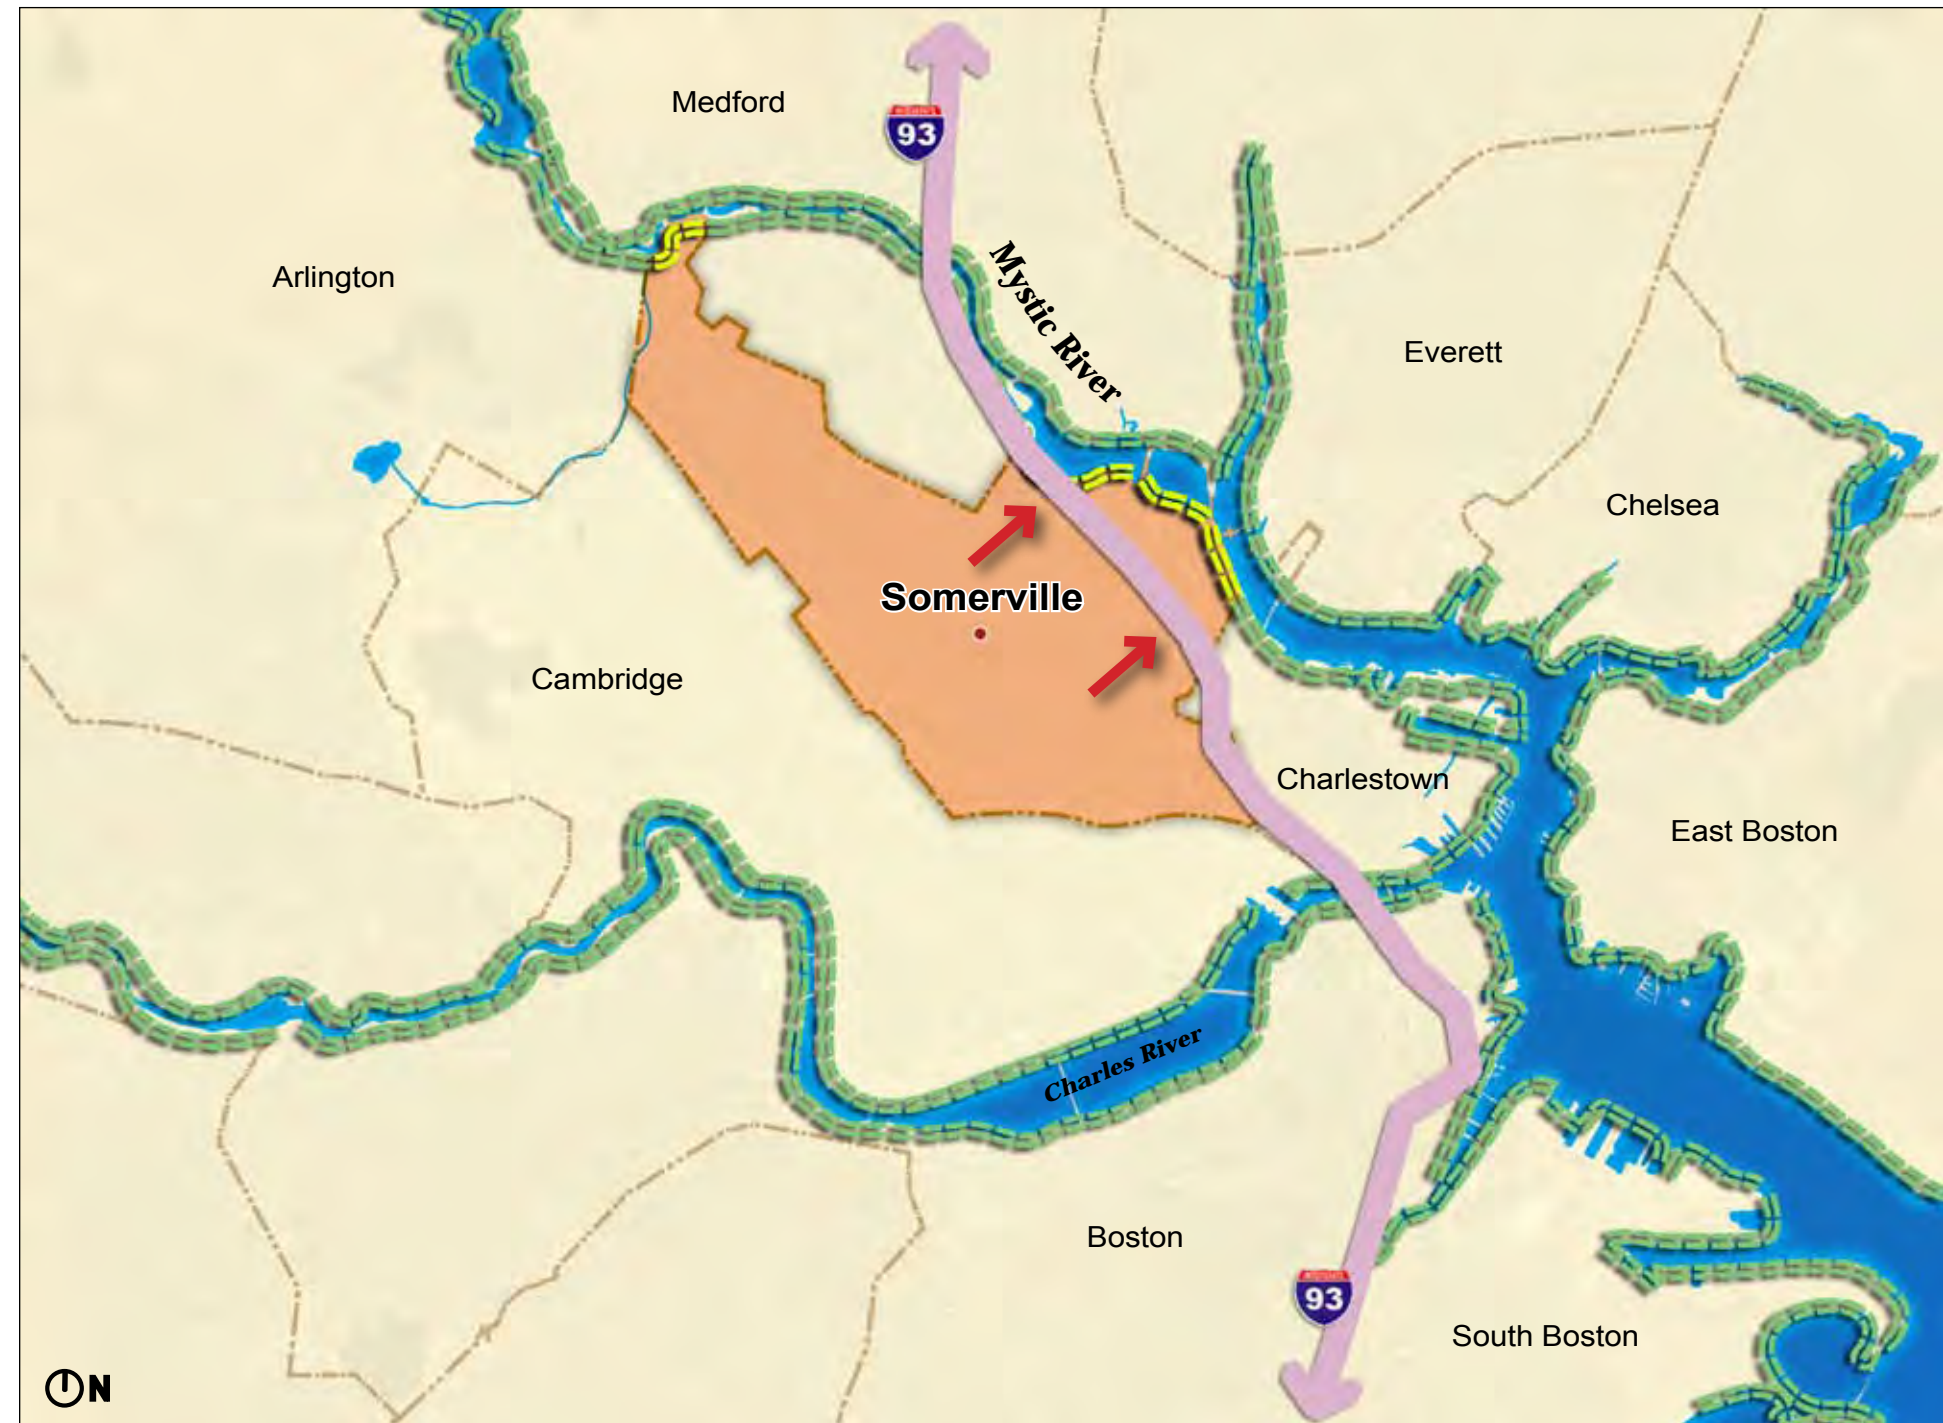 Medford
93
Arlington
Mystic River
Everett
Chelsea
Somerville
Cambridge
Charlestown
East Boston
Charles River
Boston
93
South Boston
N